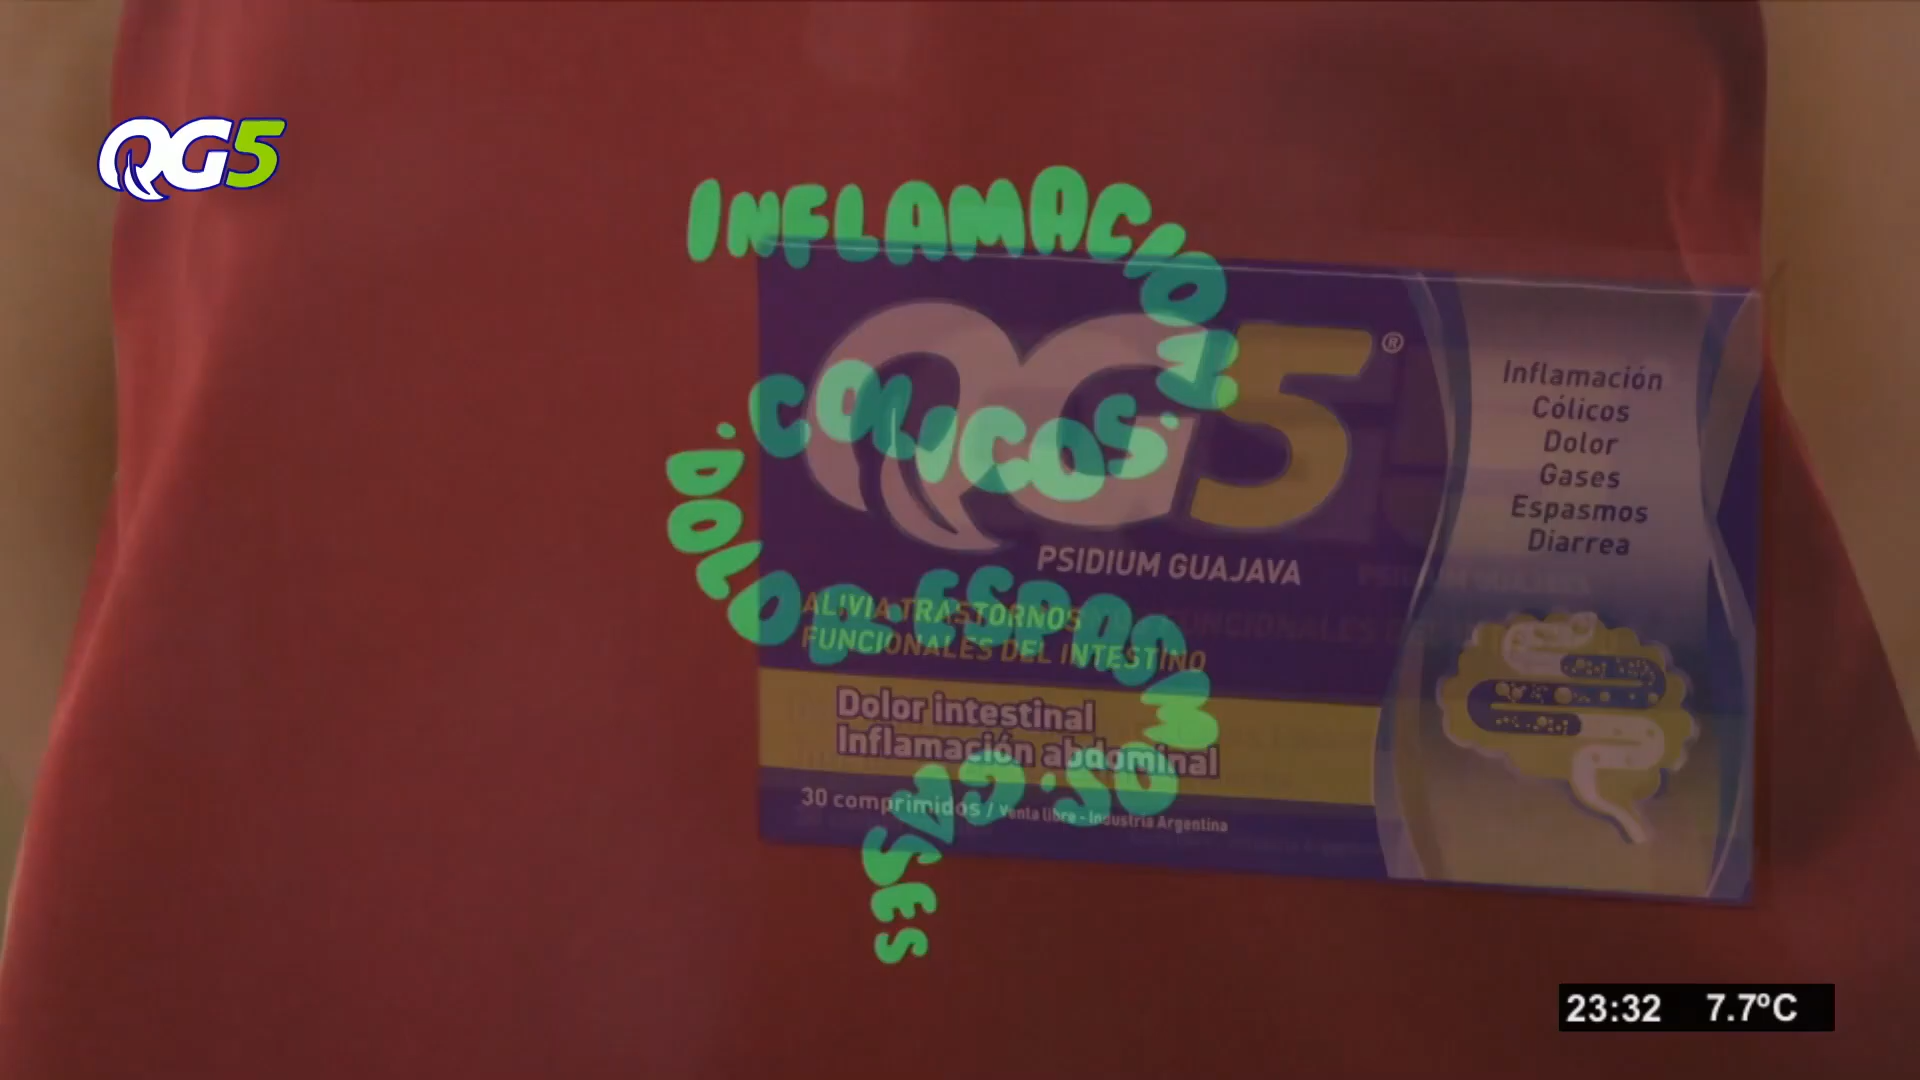 QG5
INFLAMACIÓN.
CÓLICOS.
DOLOR.ESPASMOS.GASES
QG5®
PSIDIUM GUAJAVA
ALIVIA TRASTORNOS
FUNCIONALES DEL INTESTINO
Dolor intestinal
Inflamación abdominal
30 comprimidos / Venta libre - Industria Argentina
Inflamación
Cólicos
Dolor
Gases
Espasmos
Diarrea
23:32 7.7ºC